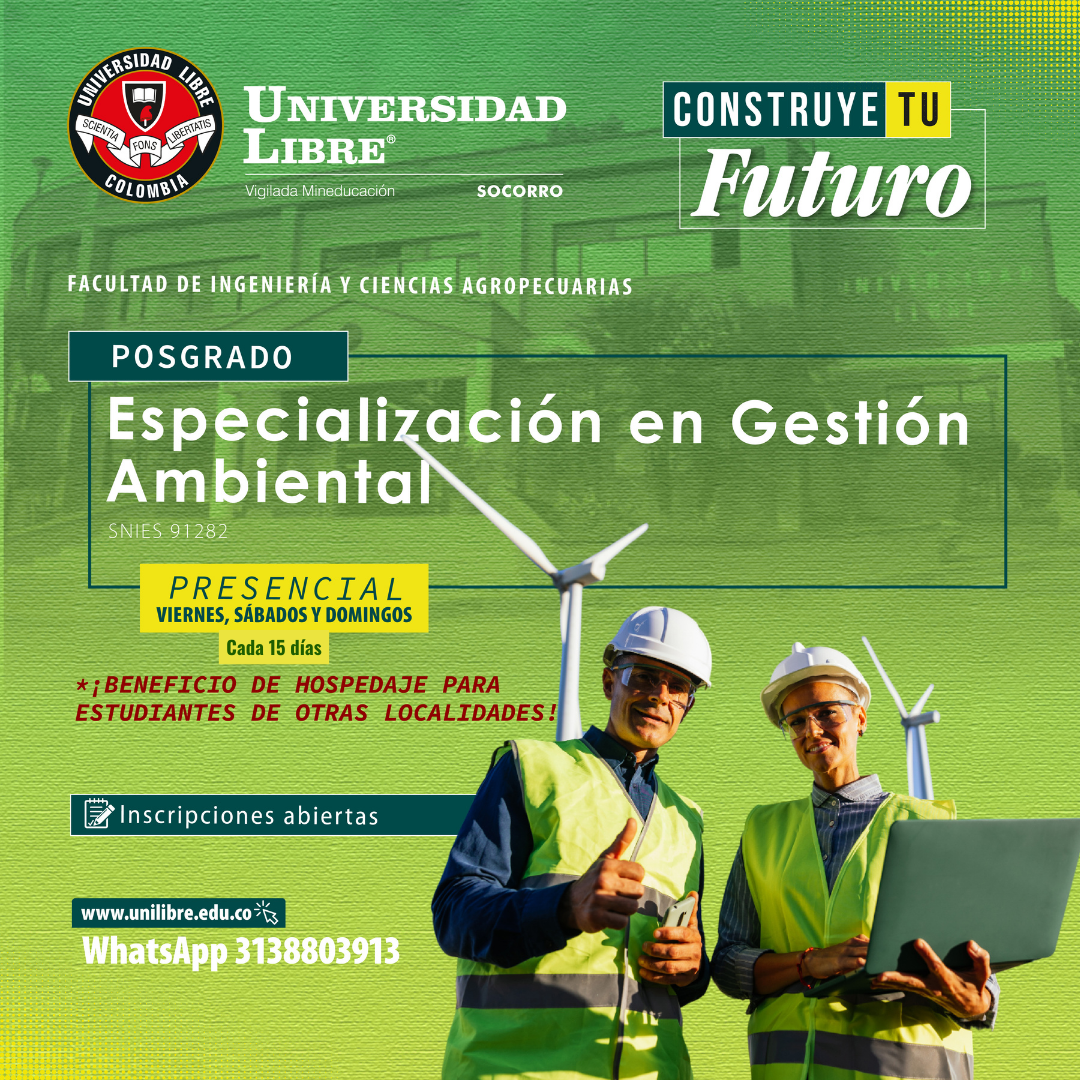 UNIVERSIDAD LIBRE
SCIENTIA
FONS
LIBERTATIS
COLOMBIA
UNIVERSIDAD
LIBRE®
Vigilada Mineducación
SOCORRO
CONSTRUYE TU
Futuro
FACULTAD DE INGENIERÍA Y CIENCIAS AGROPECUARIAS
POSGRADO
Especialización en Gestión
Ambiental
SNIES 91282
PRESENCIAL
VIERNES, SÁBADOS Y DOMINGOS
Cada 15 días
*¡BENEFICIO DE HOSPEDAJE PARA
ESTUDIANTES DE OTRAS LOCALIDADES!
Inscripciones abiertas
www.unilibre.edu.co
WhatsApp 3138803913